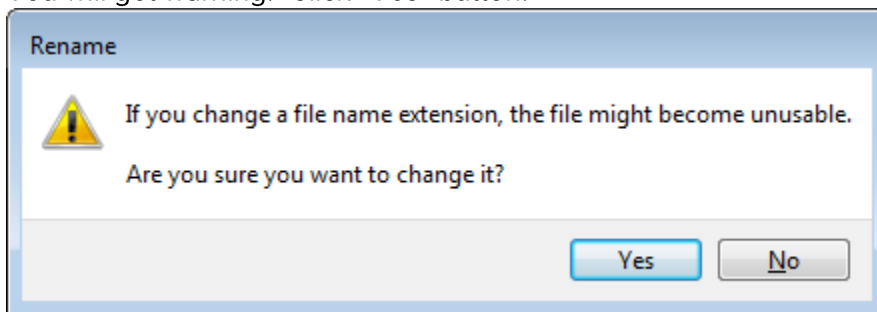 Rename
If you change a file name extension, the file might become unusable.
Are you sure you want to change it?
Yes
No